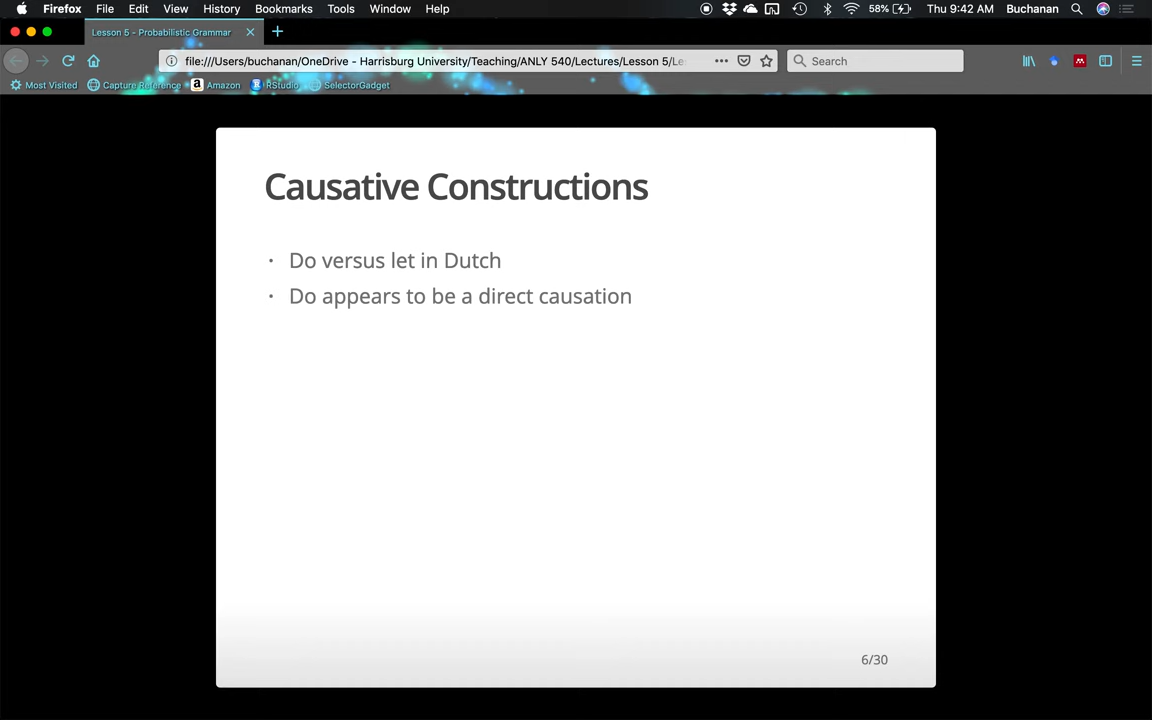 Firefox File Edit View History Bookmarks Tools Window Help 58% Thu 9:42 AM Buchanan
Lesson 5 - Probabilistic Grammar
file:///Users/buchanan/OneDrive - Harrisburg University/Teaching/ANLY 540/Lectures/Lesson 5/Le Search
Most Visited Capture Reference Amazon RStudio SelectorGadget
Causative Constructions
· Do versus let in Dutch
· Do appears to be a direct causation
6/30